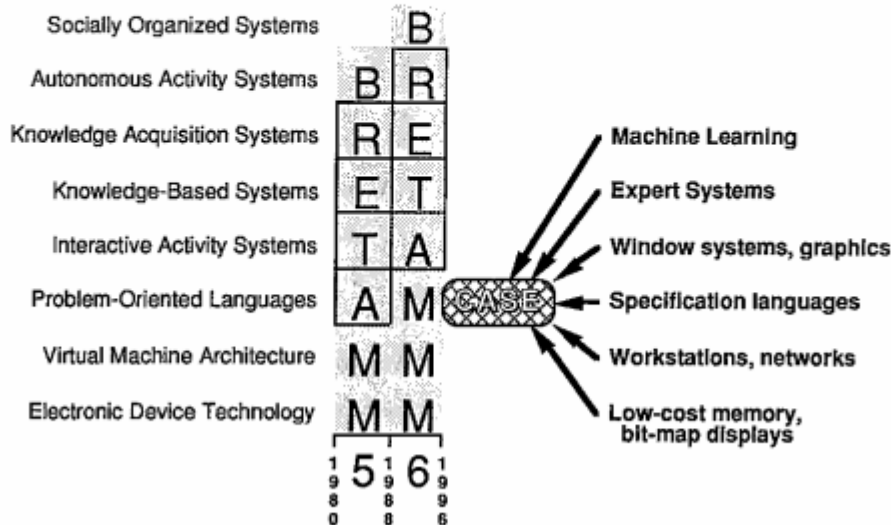 Socially Organized Systems B
Autonomous Activity Systems B R
Knowledge Acquisition Systems R E
Machine Learning
Knowledge-Based Systems E T
Expert Systems
Interactive Activity Systems T A
Window systems, graphics
Problem-Oriented Languages A M CASE Specification languages
Virtual Machine Architecture M M
Workstations, networks
Electronic Device Technology M M
Low-cost memory,
bit-map displays
1980 5 1988 6 1996